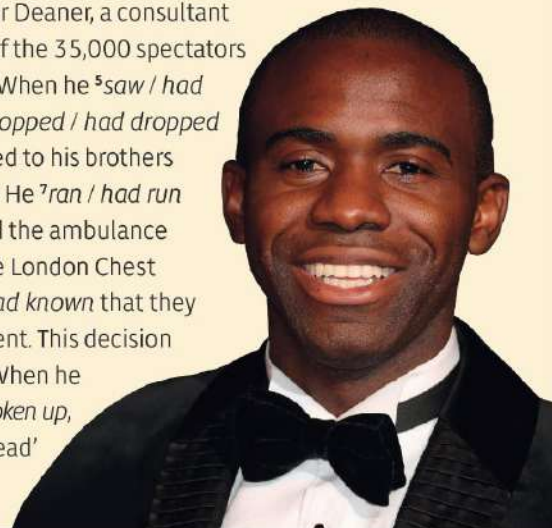 r Deaner, a consultant
f the 35,000 spectators
When he ⁵saw / had
opped / had dropped
ed to his brothers
He ⁷ran / had run
l the ambulance
e London Chest
ad known that they
ent. This decision
When he
oken up,
ead’